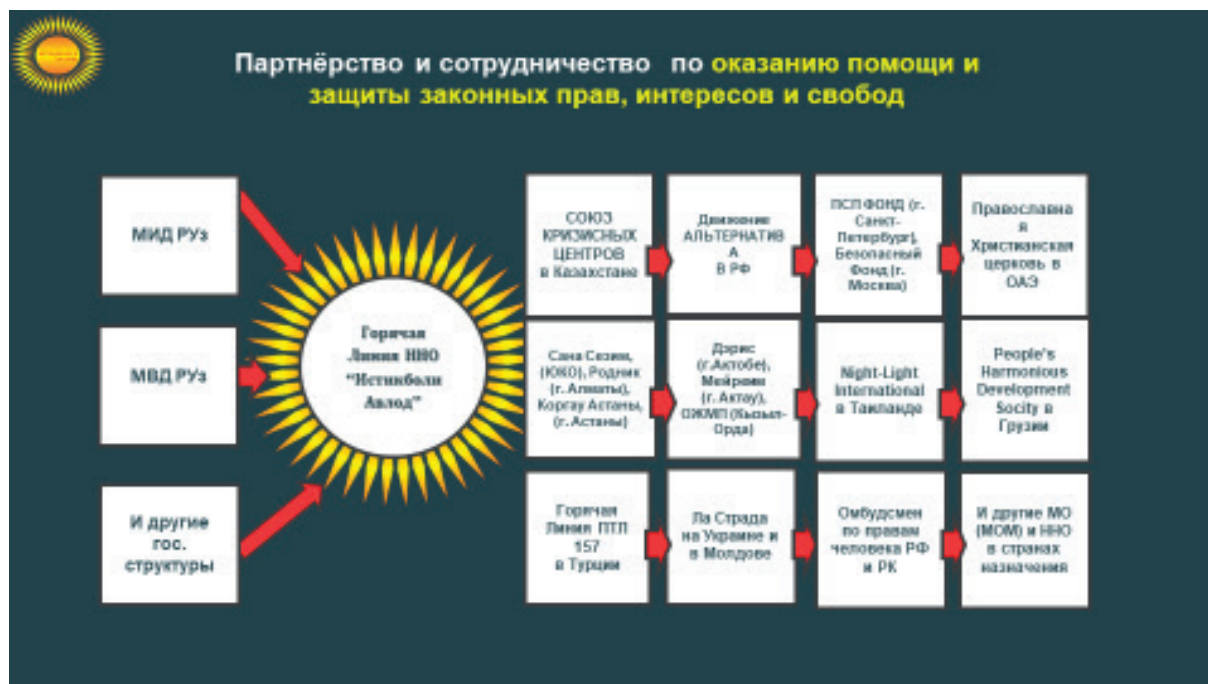 Партнёрство и сотрудничество по оказанию помощи и
защиты законных прав, интересов и свобод
МИД РУз
МВД РУз
И другие
гос.
структуры
Горячая
Линия ННО
“Истикболи
Авлод”
СОЮЗ
КРИЗИСНЫХ
ЦЕНТРОВ
в Казахстане
Движение
АЛЬТЕРНАТИВ
А
В РФ
ПСП ФОНД (г.
Санкт-
Петербург),
Безопасный
Фонд (г.
Москва)
Православна
я
Христианская
церковь в
ОАЭ
Сана Сезим,
(ЮКО), Родник
(г. Алматы),
Коргау Астаны,
(г. Астаны)
Дэрис
(г.Актобе),
Мейрмии
(г. Актау),
ОЖМП (Кызыл-
Орда)
Night-Light
International
в Таиланде
People's
Harmonious
Development
Socity в
Грузии
Горячая
Линия ПТЛ
157
в Турции
Ла Страда
на Украине и
в Молдове
Омбудсмен
по правам
человека РФ
и РК
И другие МО
(МОМ) и ННО
в странах
назначения